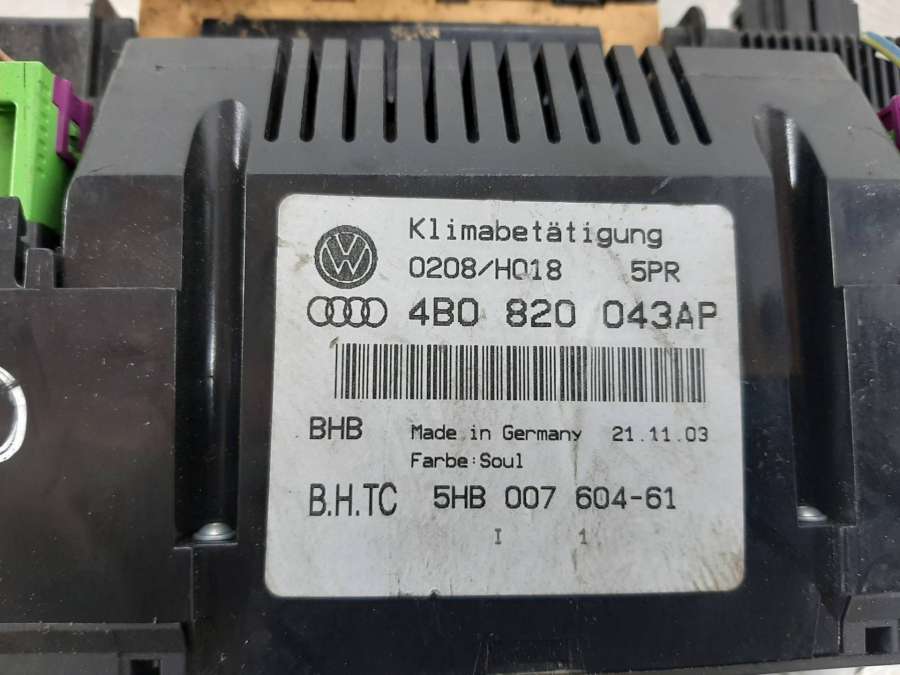 Klimabetätigung
0208/H018 5PR
4B0 820 043AP
BHB Made in Germany 21.11.03
Farbe:Soul
B.H.TC 5HB 007 604-61
I 1